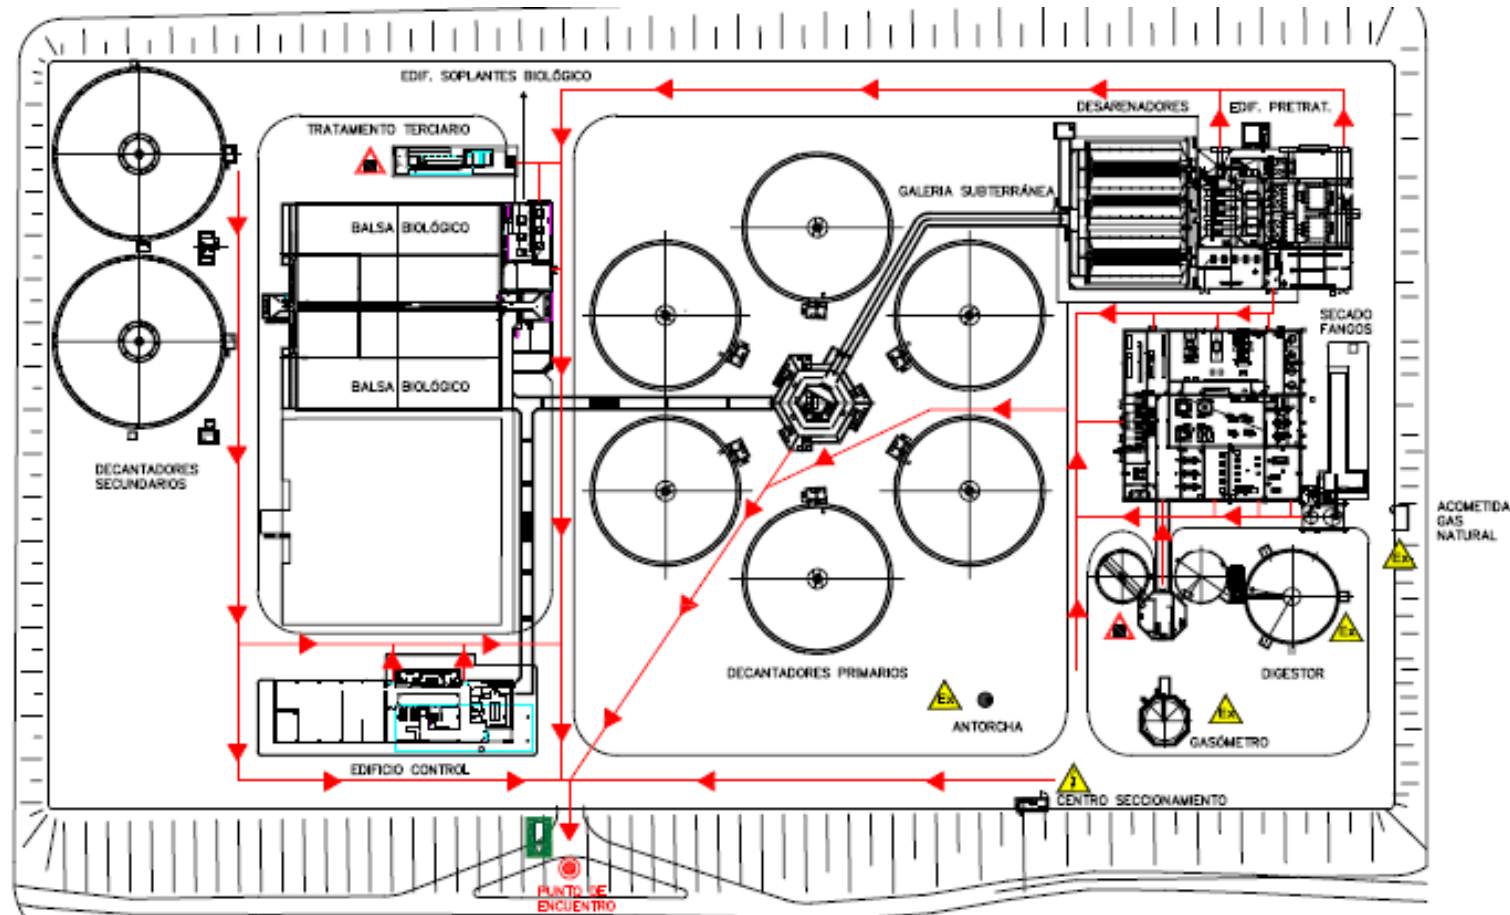 EDIF. SOPLANTES BIOLÓGICO
DESARENADORES
EDIF. PRETRAT.
TRATAMIENTO TERCIARIO
GALERIA SUBTERRÁNEA
BALSA BIOLÓGICO
SECADO
FANGOS
BALSA BIOLÓGICO
DECANTADORES
SECUNDARIOS
ACOMETIDA
GAS
NATURAL
Ex
Ex
DECANTADORES PRIMARIOS
DIGESTOR
Ex
Ex
ANTORCHA
GASÓMETRO
EDIFICIO CONTROL
CENTRO SECCIONAMIENTO
PUNTO DE
ENCUENTRO